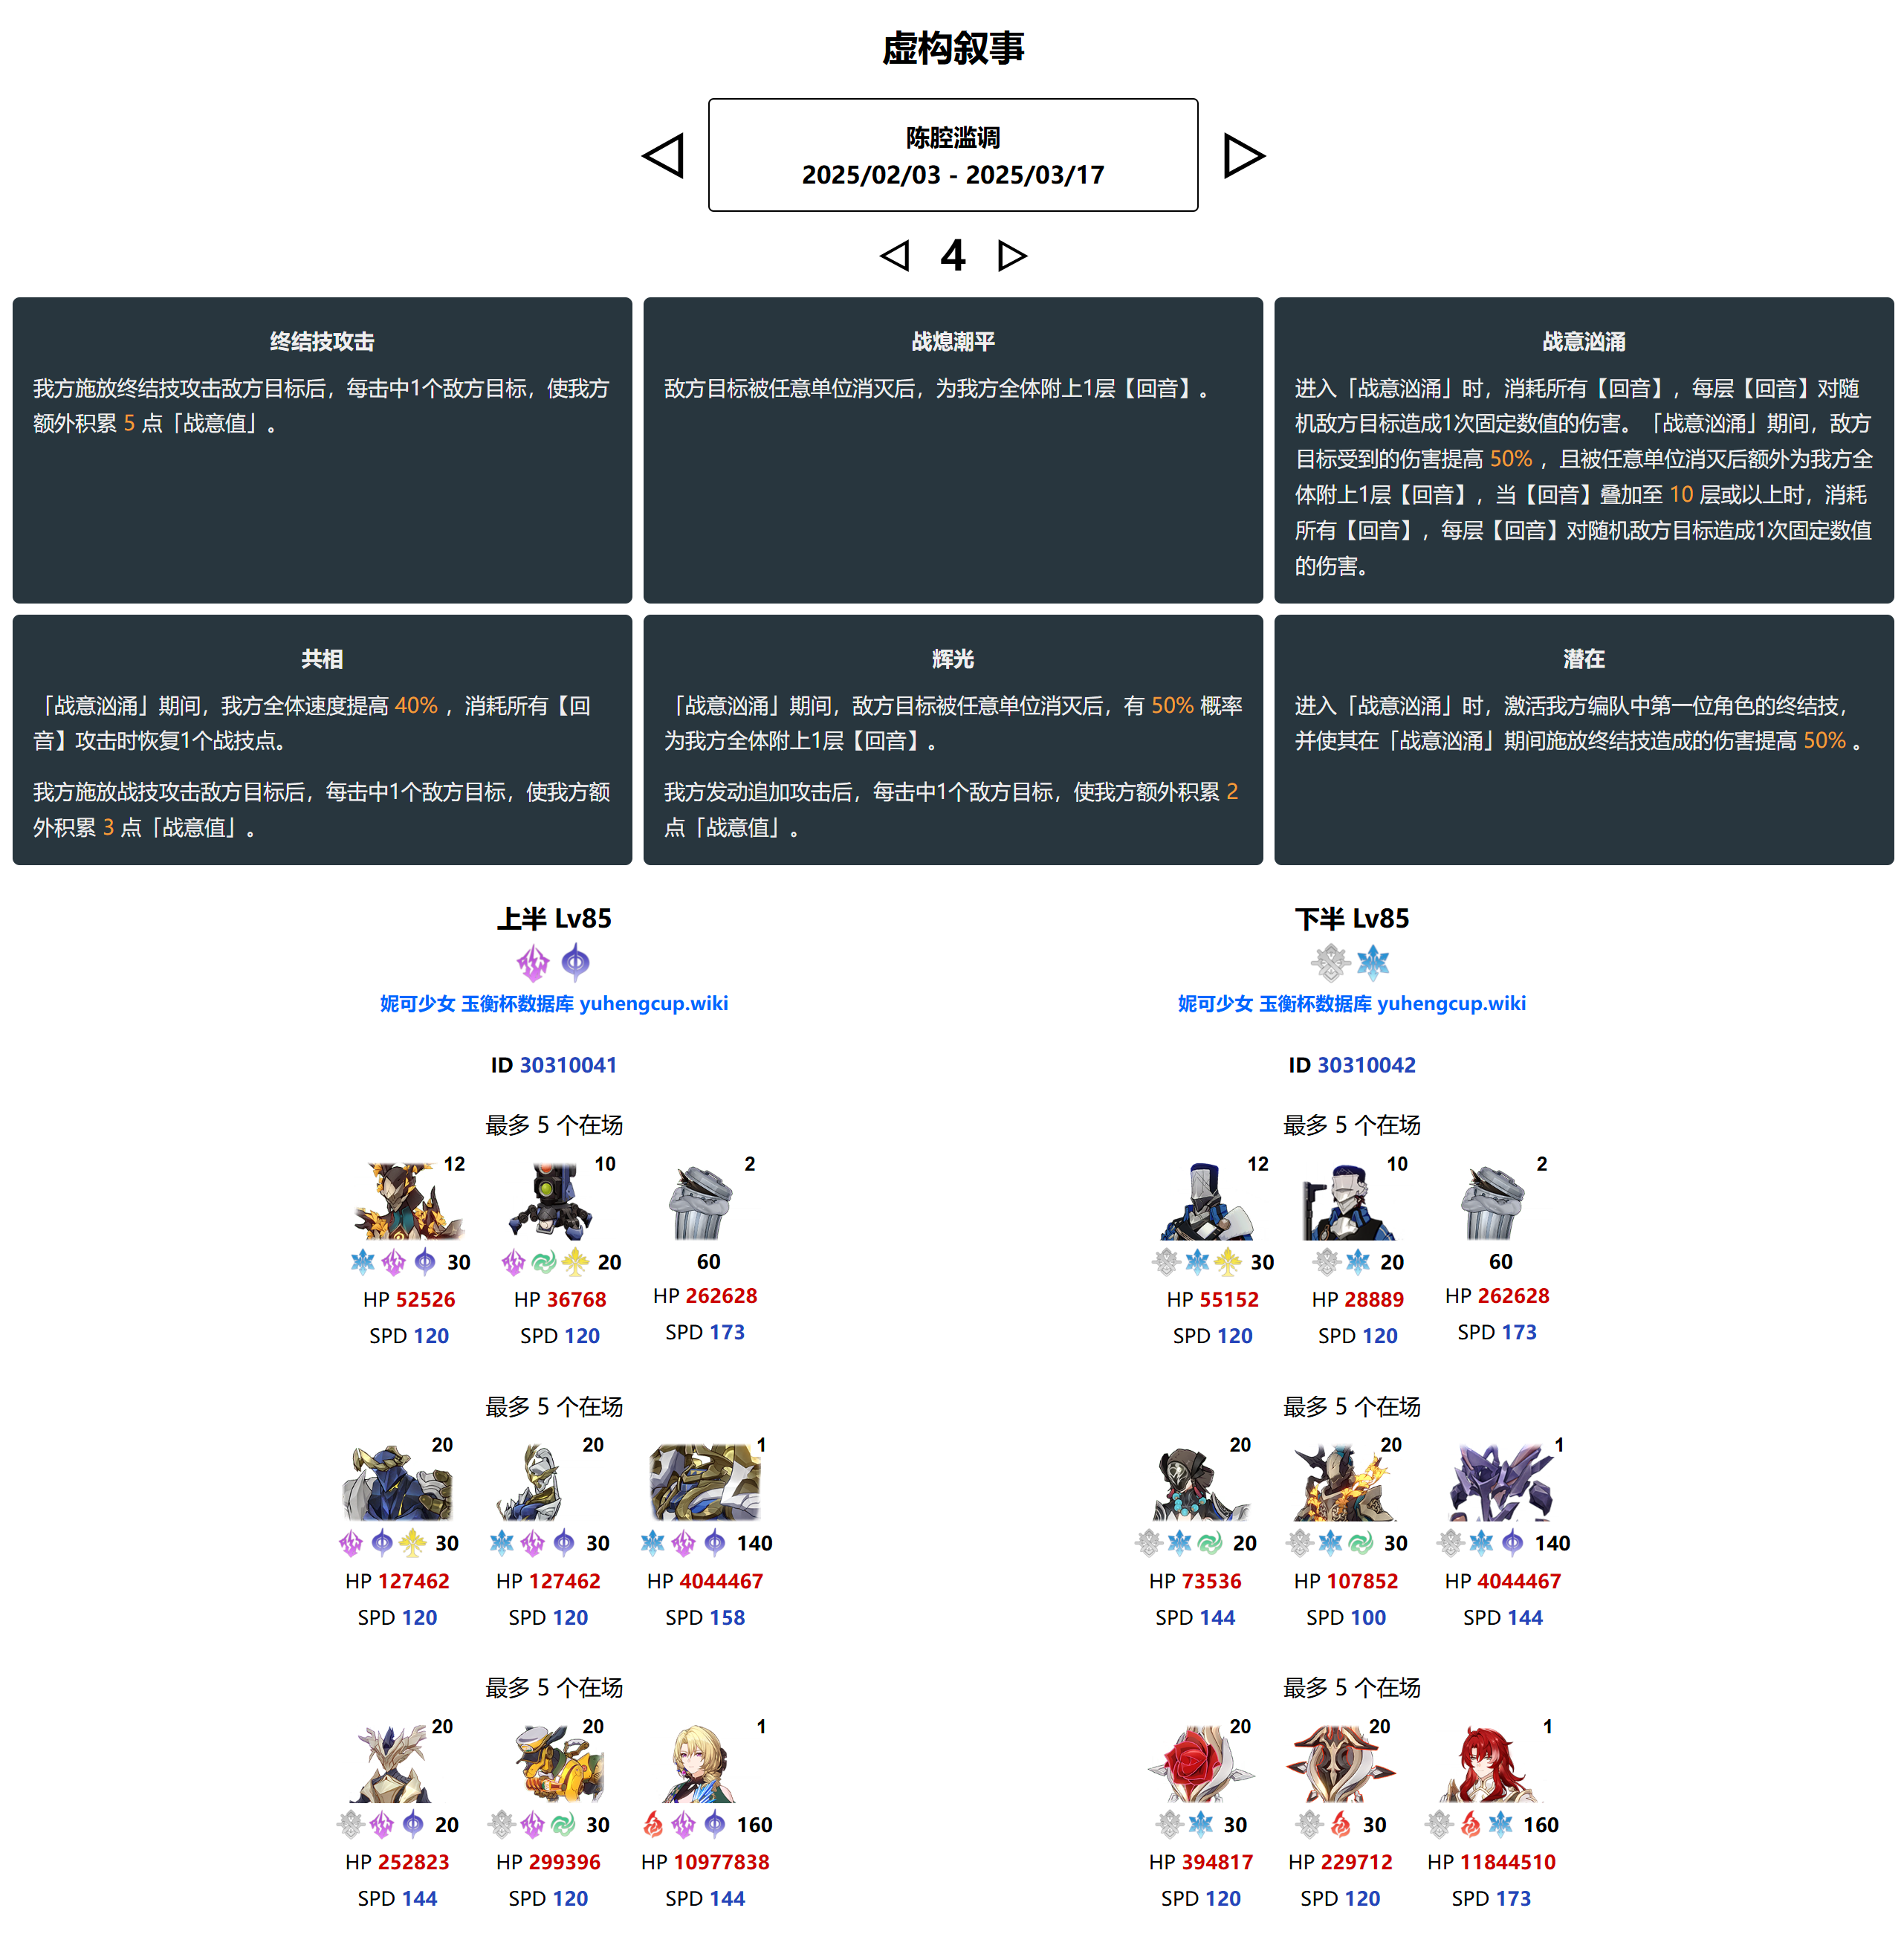 虚构叙事
陈腔滥调
2025/02/03 - 2025/03/17
4
终结技攻击
我方施放终结技攻击敌方目标后，每击中1个敌方目标，使我方
额外积累 5 点「战意值」。
战熄潮平
敌方目标被任意单位消灭后，为我方全体附上1层【回音】。
战意汹涌
进入「战意汹涌」时，消耗所有【回音】，每层【回音】对随
机敌方目标造成1次固定数值的伤害。「战意汹涌」期间，敌方
目标受到的伤害提高 50% ，且被任意单位消灭后额外为我方全
体附上1层【回音】，当【回音】叠加至 10 层或以上时，消耗
所有【回音】，每层【回音】对随机敌方目标造成1次固定数值
的伤害。
共相
「战意汹涌」期间，我方全体速度提高 40% ，消耗所有【回
音】攻击时恢复1个战技点。
我方施放战技攻击敌方目标后，每击中1个敌方目标，使我方额
外积累 3 点「战意值」。
辉光
「战意汹涌」期间，敌方目标被任意单位消灭后，有 50% 概率
为我方全体附上1层【回音】。
我方发动追加攻击后，每击中1个敌方目标，使我方额外积累 2
点「战意值」。
潜在
进入「战意汹涌」时，激活我方编队中第一位角色的终结技，
并使其在「战意汹涌」期间施放终结技造成的伤害提高 50% 。
上半 Lv85
妮可少女 玉衡杯数据库 yuhengcup.wiki
ID 30310041
最多 5 个在场
12 10 2
30 20 60
HP 52526 HP 36768 HP 262628
SPD 120 SPD 120 SPD 173
最多 5 个在场
20 20 1
30 30 140
HP 127462 HP 127462 HP 4044467
SPD 120 SPD 120 SPD 158
最多 5 个在场
20 20 1
20 30 160
HP 252823 HP 299396 HP 10977838
SPD 144 SPD 120 SPD 144
下半 Lv85
妮可少女 玉衡杯数据库 yuhengcup.wiki
ID 30310042
最多 5 个在场
12 10 2
30 20 60
HP 55152 HP 28889 HP 262628
SPD 120 SPD 120 SPD 173
最多 5 个在场
20 20 1
20 30 140
HP 73536 HP 107852 HP 4044467
SPD 144 SPD 100 SPD 144
最多 5 个在场
20 20 1
30 30 160
HP 394817 HP 229712 HP 11844510
SPD 120 SPD 120 SPD 173